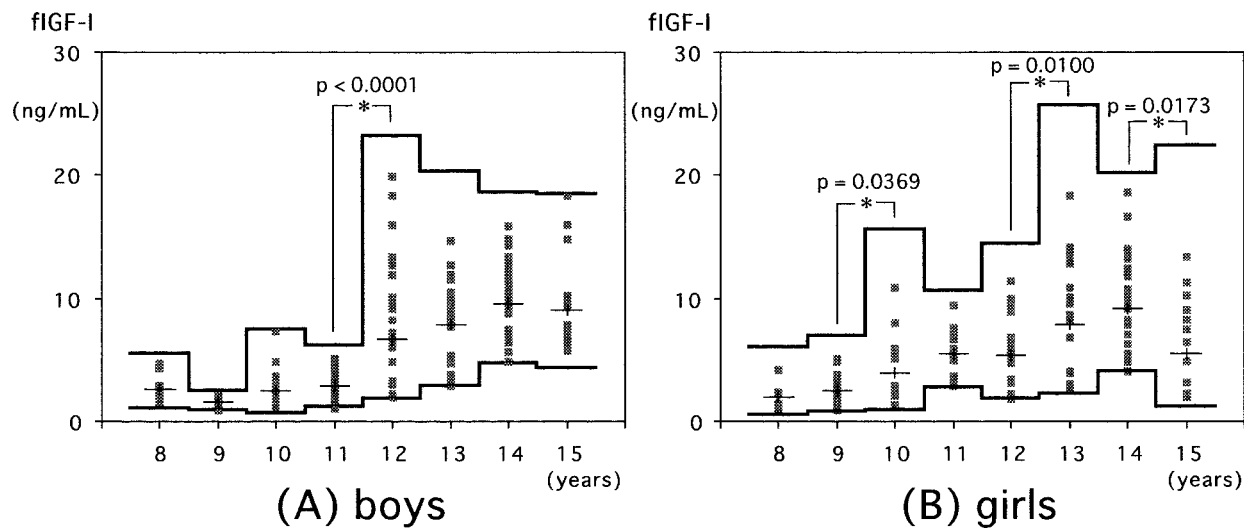 fIGF-I
30
(ng/mL)
20
10
0
p < 0.0001
*
8 9 10 11 12 13 14 15
(years)
(A) boys
fIGF-I
30
(ng/mL)
20
10
0
p = 0.0369
*
p = 0.0100
*
p = 0.0173
*
8 9 10 11 12 13 14 15
(years)
(B) girls